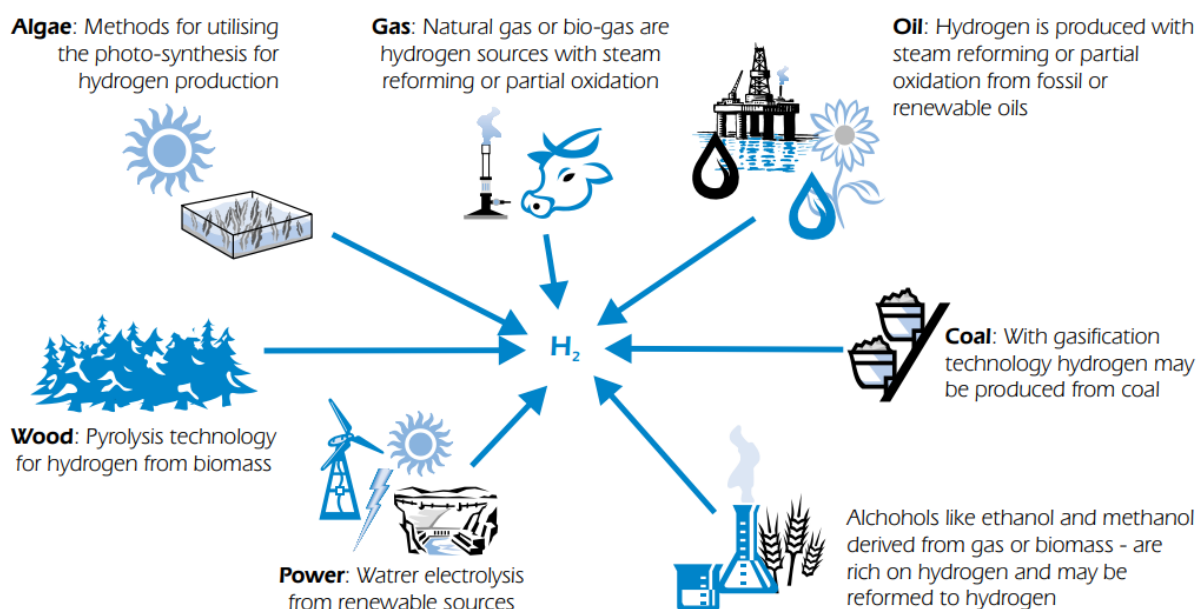 Algae: Methods for utilising
the photo-synthesis for
hydrogen production
Gas: Natural gas or bio-gas are
hydrogen sources with steam
reforming or partial oxidation
Oil: Hydrogen is produced with
steam reforming or partial
oxidation from fossil or
renewable oils
H₂
Coal: With gasification
technology hydrogen may
be produced from coal
Wood: Pyrolysis technology
for hydrogen from biomass
Power: Watrer electrolysis
from renewable sources
Alchohols like ethanol and methanol
derived from gas or biomass - are
rich on hydrogen and may be
reformed to hydrogen